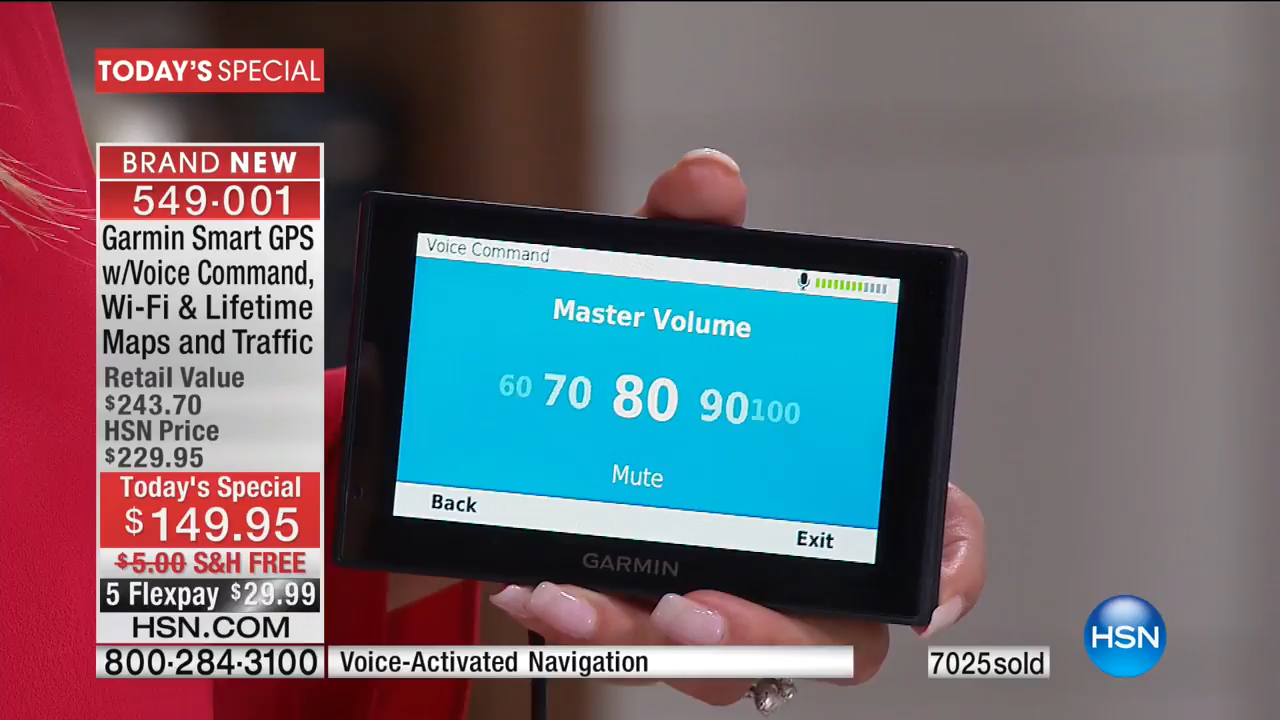 TODAY'S SPECIAL
BRAND NEW
549-001
Garmin Smart GPS
w/Voice Command,
Wi-Fi & Lifetime
Maps and Traffic
Retail Value
$243.70
HSN Price
$229.95
Today's Special
$149.95
$5.00 S&H FREE
5 Flexpay $29.99
HSN.COM
800-284-3100
Voice-Activated Navigation
7025sold
HSN
Voice Command
Master Volume
60 70 80 90 100
Mute
Back
Exit
GARMIN